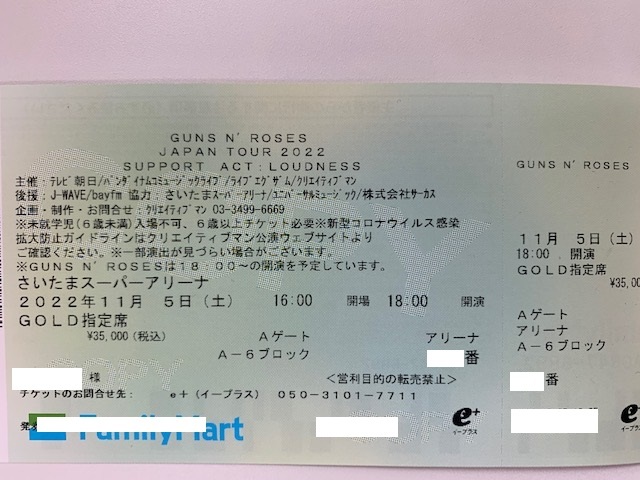 GUNS N' ROSES
JAPAN TOUR 2022
SUPPORT ACT : LOUDNESS
主催：テレビ朝日/バンダイナムコミュージックライブ/ライブエグザム/クリエイティブマン
後援：J-WAVE/bayfm 協力：さいたまスーパーアリーナ/ユニバーサルミュージック/株式会社サーカス
企画・制作・お問合せ：クリエイティブマン 03-3499-6669
※未就学児(６歳未満)入場不可、６歳以上チケット必要※新型コロナウイルス感染
拡大防止ガイドラインはクリエイティブマン公演ウェブサイトより
ご確認ください。※一部演出が見づらい場合がございます。
※GUNS N' ROSESは１８：００～の開演を予定しています。
さいたまスーパーアリーナ
２０２２年１１月　５日（土）　16:00　開場　18:00　開演
GOLD指定席
¥35,000(税込)　Aゲート　アリーナ
A－６ブロック　番
様　＜営利目的の転売禁止＞
チケットのお問合せ先：　e+（イープラス）　050-3101-7711
発
FamilyMart
e+
イープラス
GUNS N' ROSES
１１月　５日（土）
18:00　開演
GOLD指定席
¥35,00
Aゲート
アリーナ
A－６ブロック
番
e+
イープラス